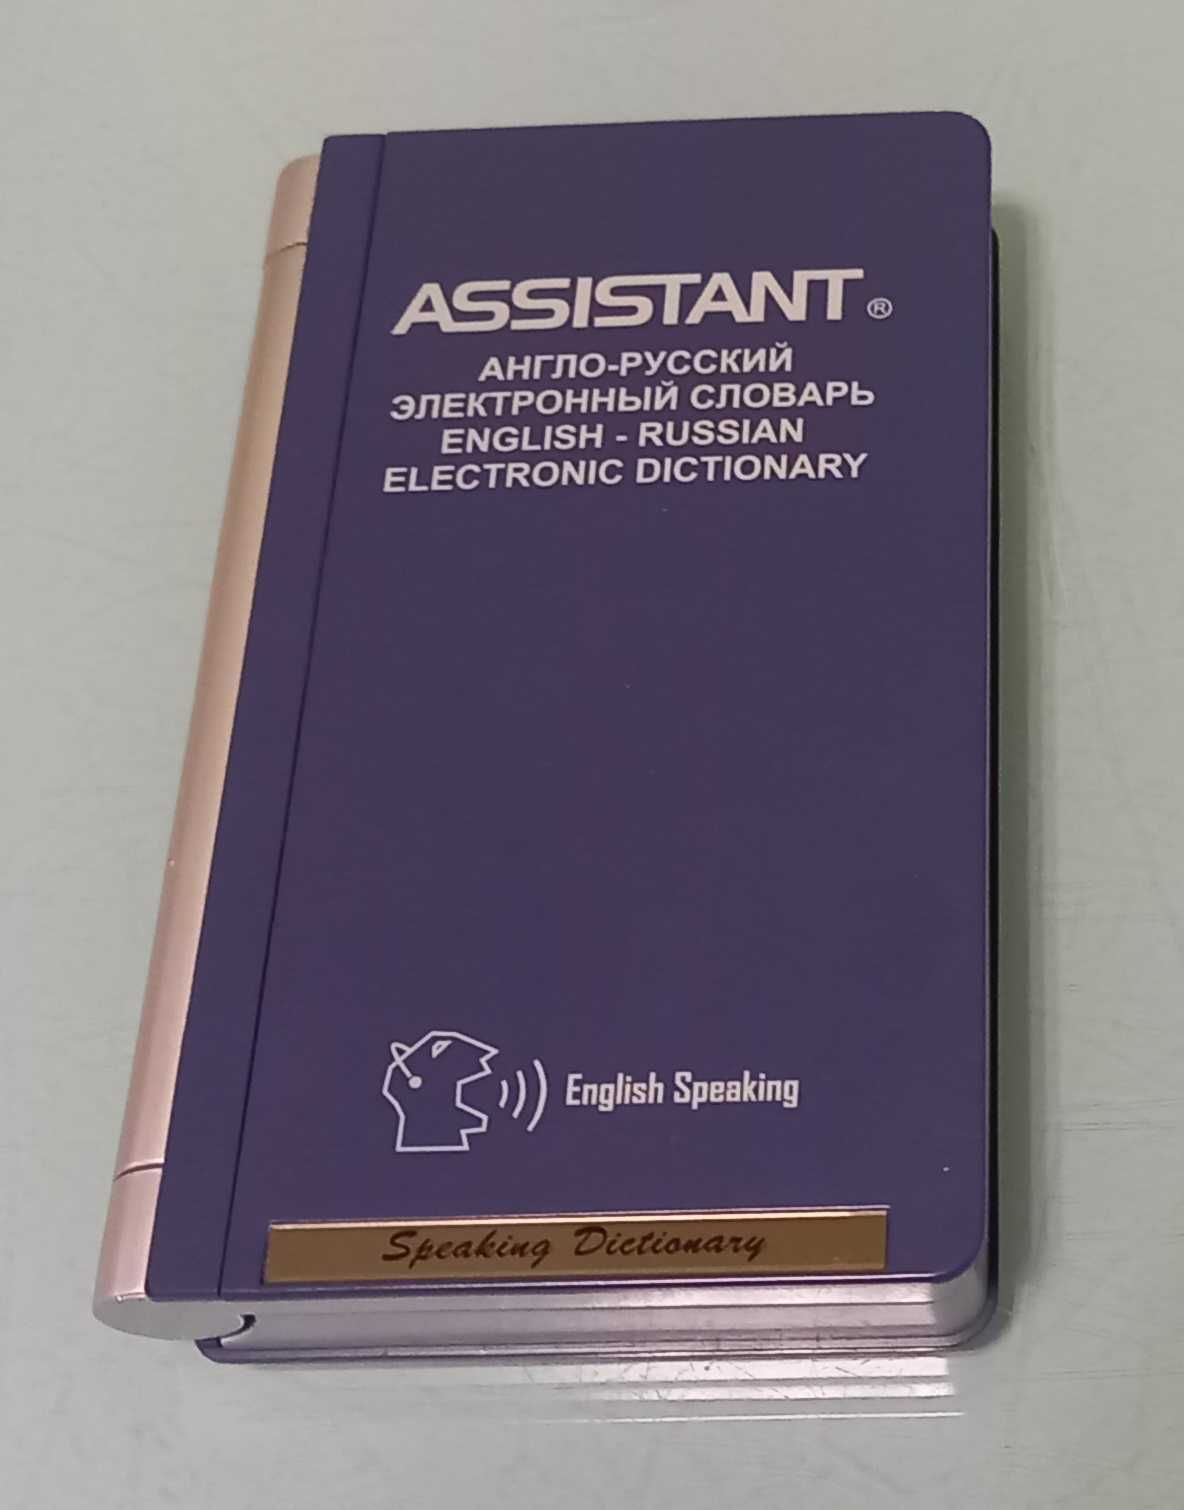 ASSISTANT®
АНГЛО-РУССКИЙ
ЭЛЕКТРОННЫЙ СЛОВАРЬ
ENGLISH - RUSSIAN
ELECTRONIC DICTIONARY
English Speaking
Speaking Dictionary